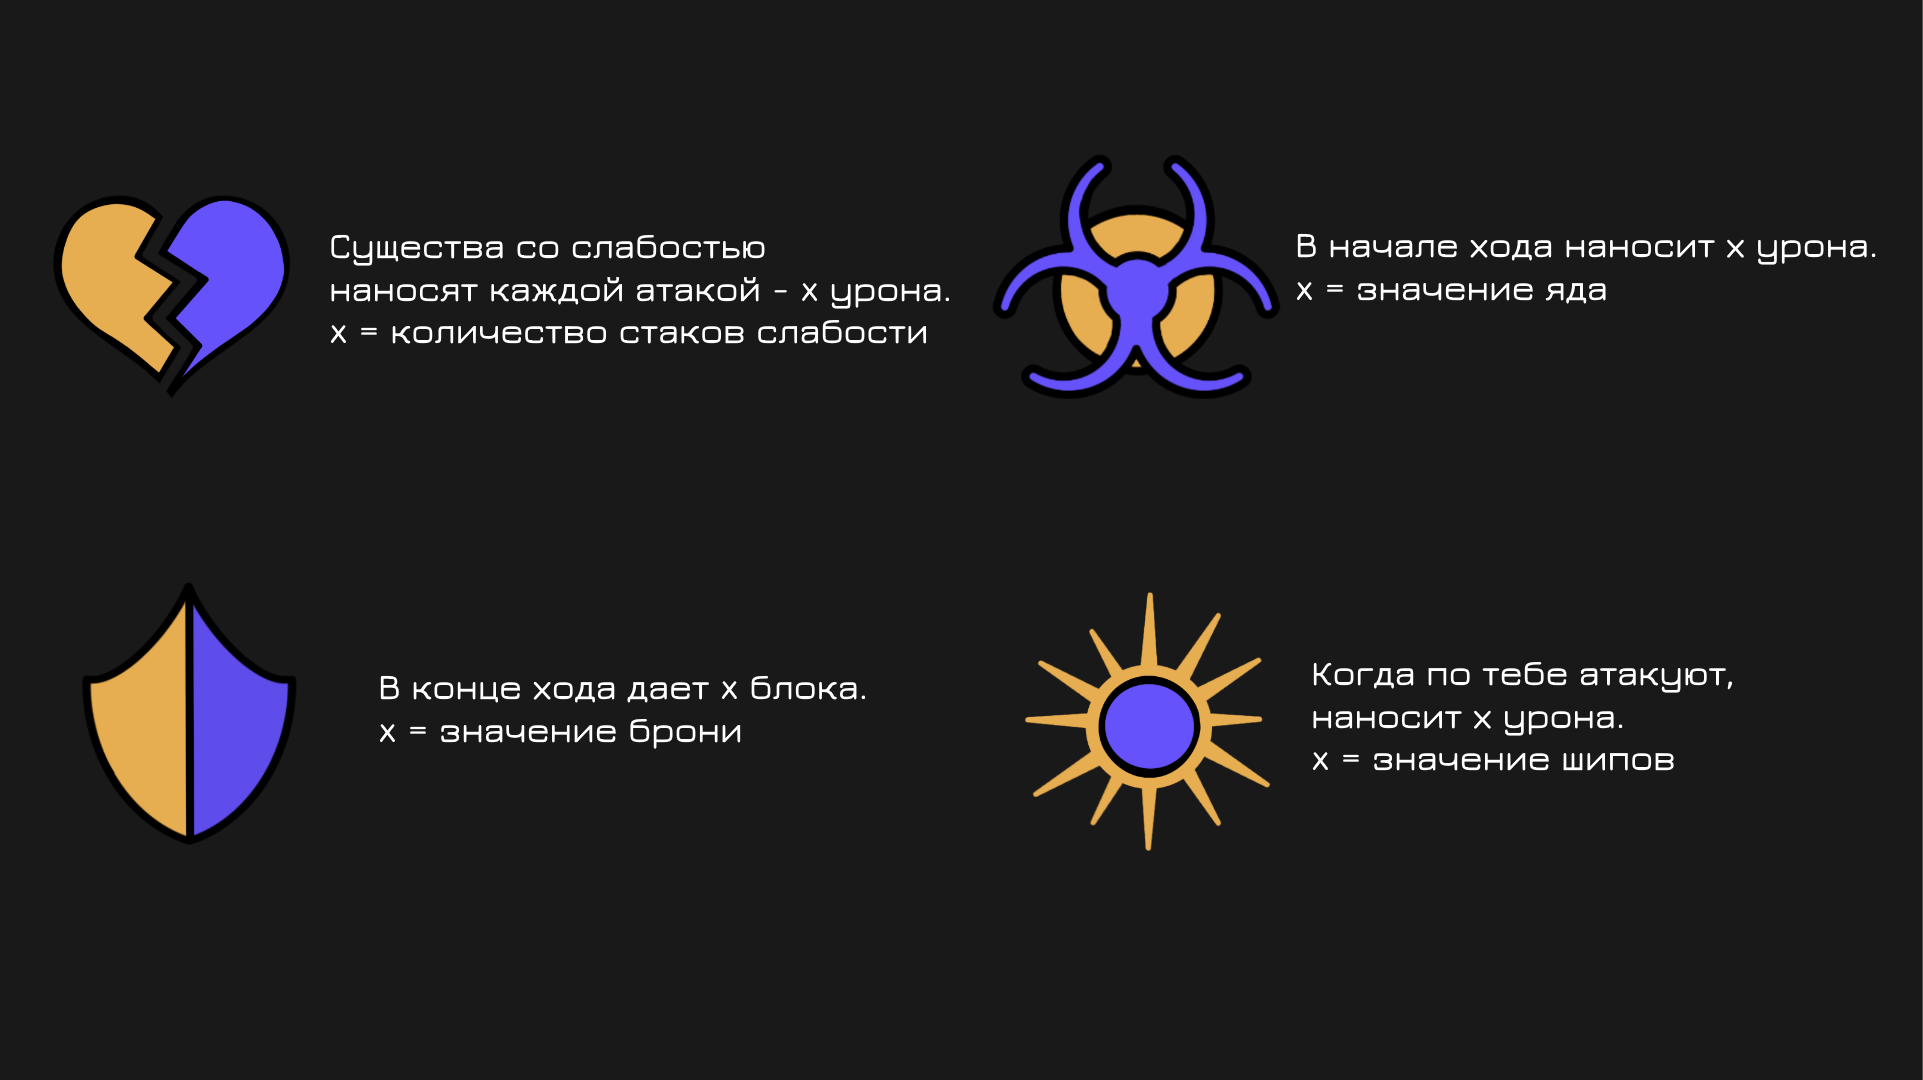 Существа со слабостью
наносят каждой атакой - x урона.
x = количество стаков слабости
В начале хода наносит x урона.
x = значение яда
В конце хода дает x блока.
x = значение брони
Когда по тебе атакуют,
наносит x урона.
x = значение шипов